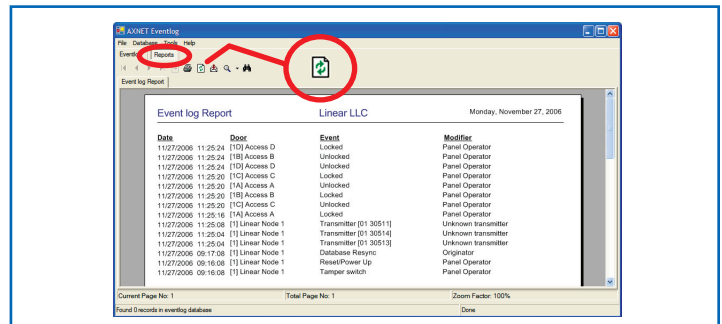 AXNET Eventlog
File Database Tools Help
Reports
Event log Report
Event log Report Linear LLC Monday, November 27, 2006
Date Door Event Modifier
11/27/2006 11:25:24 [1D] Access D Locked Panel Operator
11/27/2006 11:25:24 [1B] Access B Unlocked Panel Operator
11/27/2006 11:25:24 [1D] Access D Unlocked Panel Operator
11/27/2006 11:25:20 [1C] Access C Locked Panel Operator
11/27/2006 11:25:20 [1A] Access A Unlocked Panel Operator
11/27/2006 11:25:20 [1B] Access B Locked Panel Operator
11/27/2006 11:25:20 [1C] Access C Unlocked Panel Operator
11/27/2006 11:25:16 [1A] Access A Locked Panel Operator
11/27/2006 11:25:08 [1] Linear Node 1 Transmitter [01 30511] Unknown transmitter
11/27/2006 11:25:04 [1] Linear Node 1 Transmitter [01 30514] Unknown transmitter
11/27/2006 11:25:04 [1] Linear Node 1 Transmitter [01 30513] Unknown transmitter
11/27/2006 09:17:08 [1] Linear Node 1 Database Resync Originator
11/27/2006 09:16:08 [1] Linear Node 1 Reset/Power Up Panel Operator
11/27/2006 09:16:08 [1] Linear Node 1 Tamper switch Panel Operator
Current Page No: 1 Total Page No: 1 Zoom Factor: 100%
Found 0 records in eventlog database Done